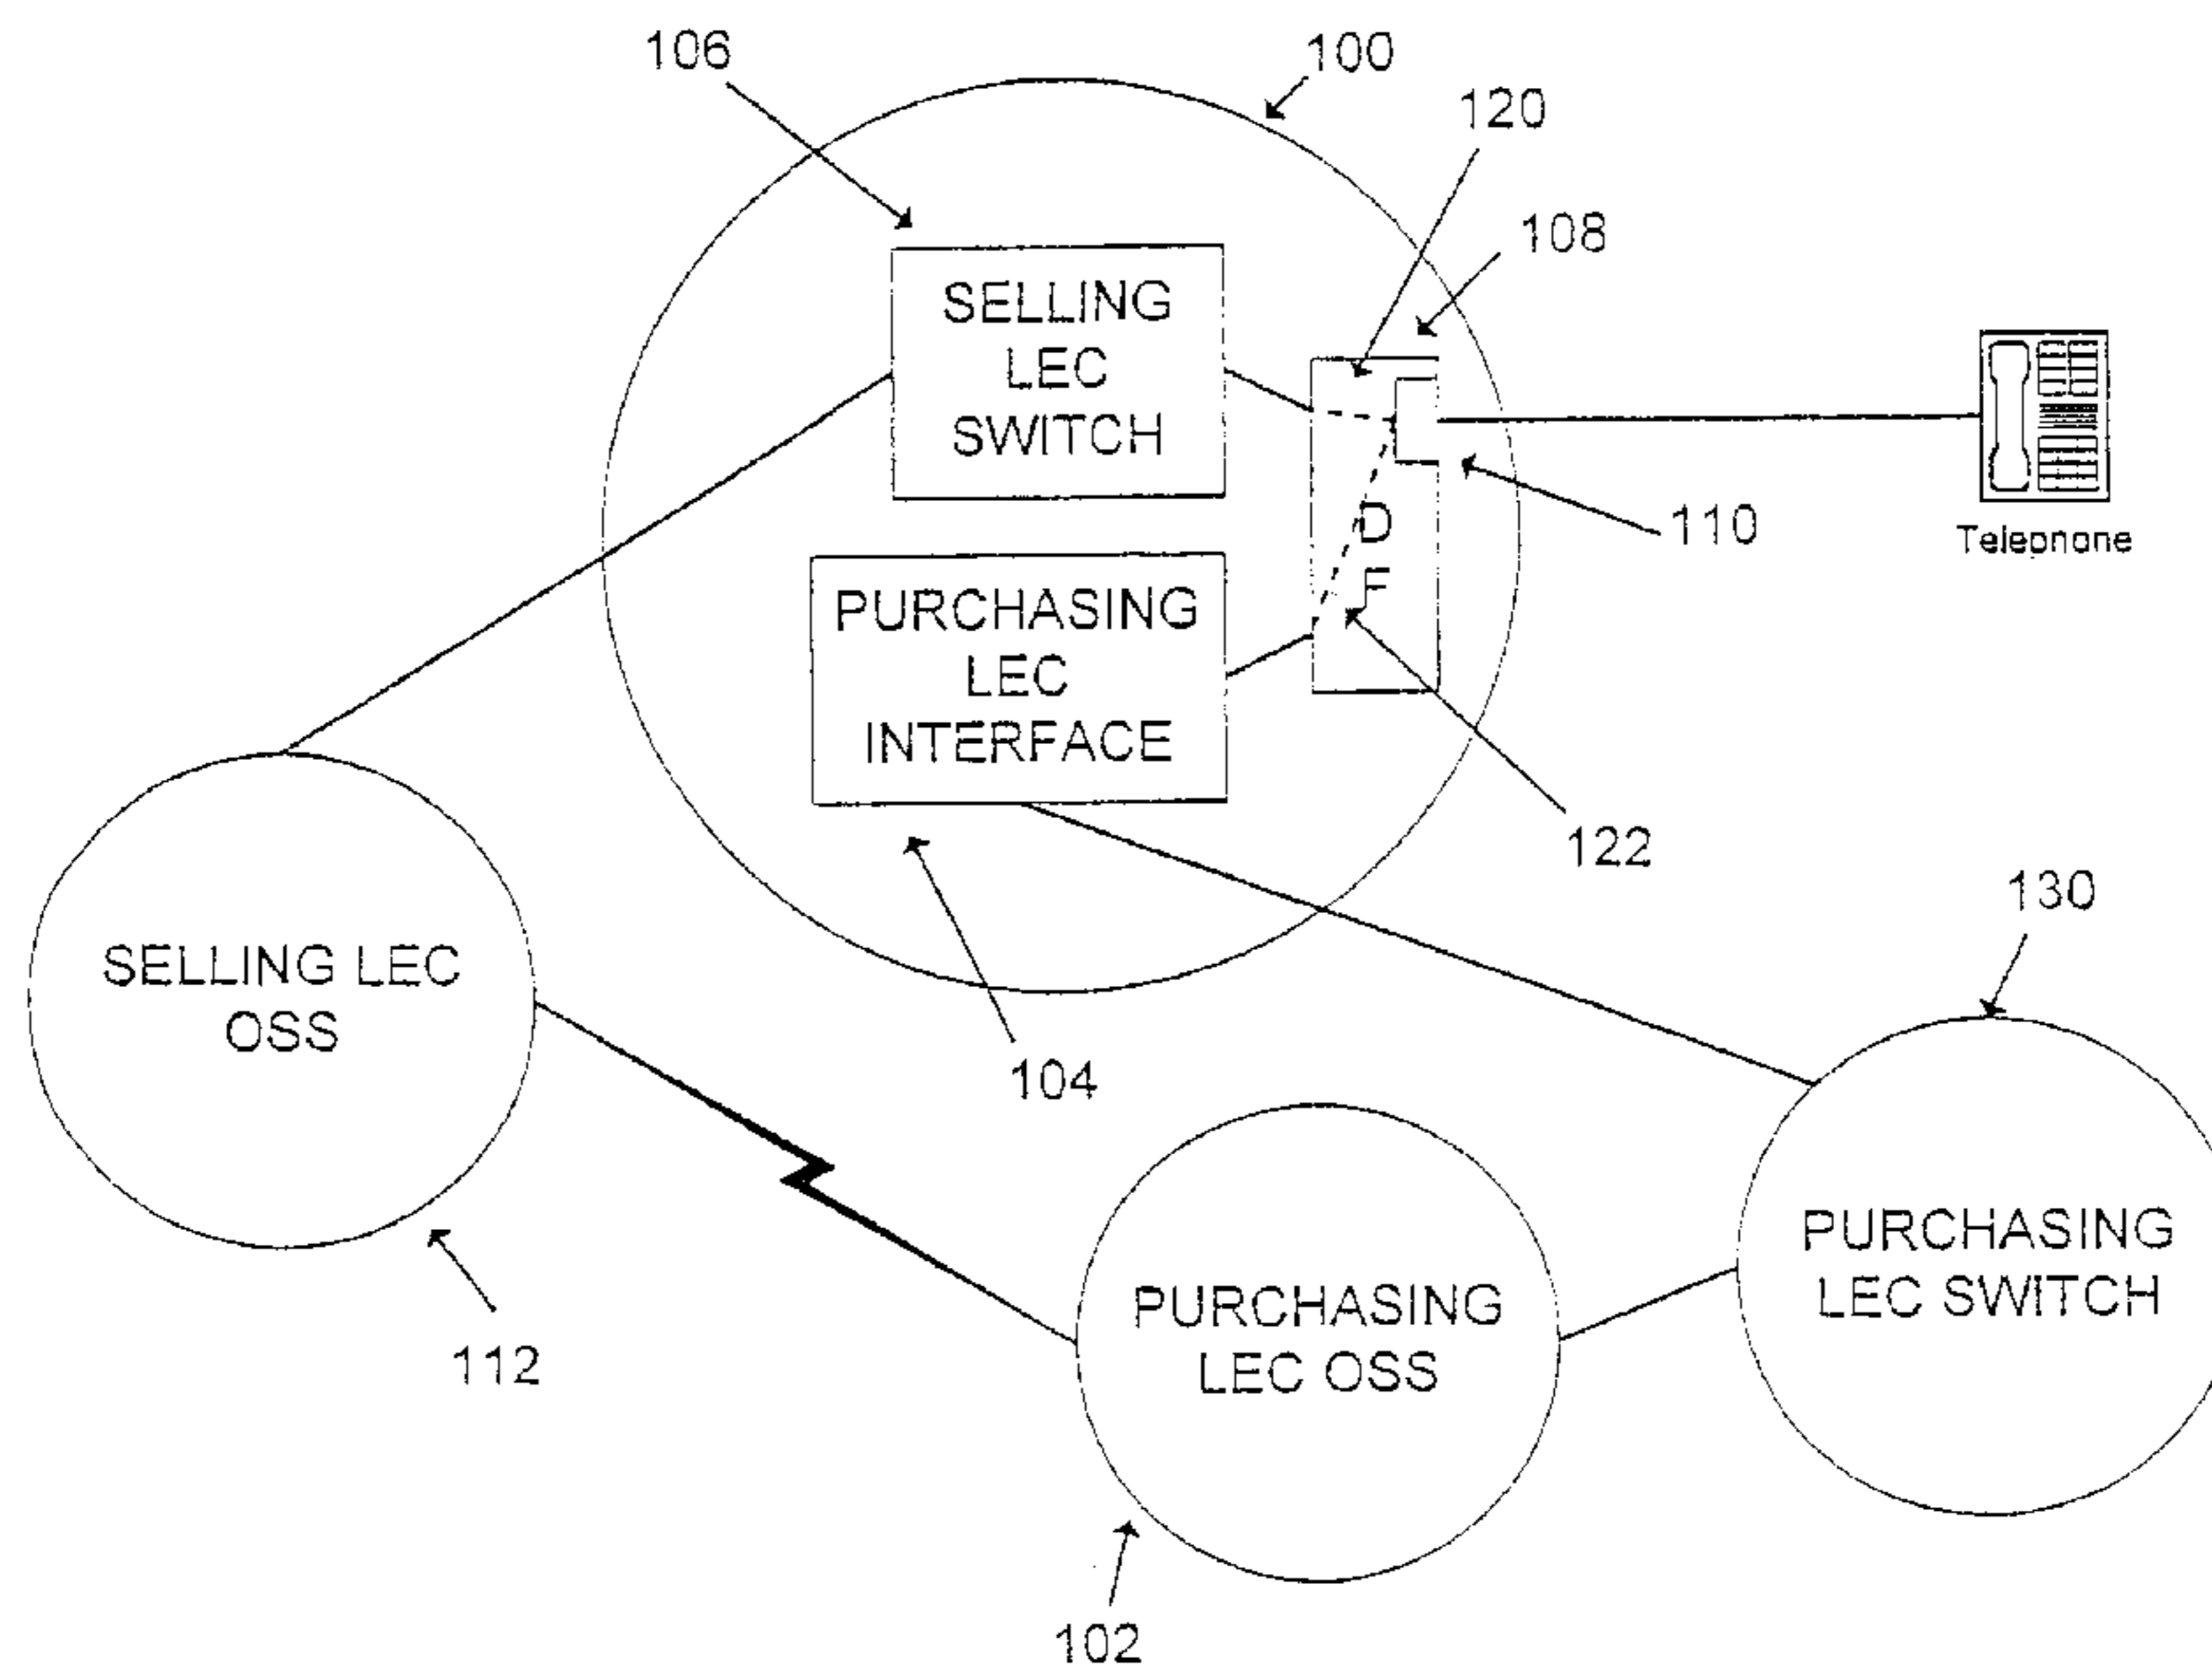 106
100
120
108
SELLING
LEC
SWITCH
110
Telephone
D
F
PURCHASING
LEC
INTERFACE
122
130
SELLING LEC
OSS
104
PURCHASING
LEC SWITCH
PURCHASING
LEC OSS
112
102